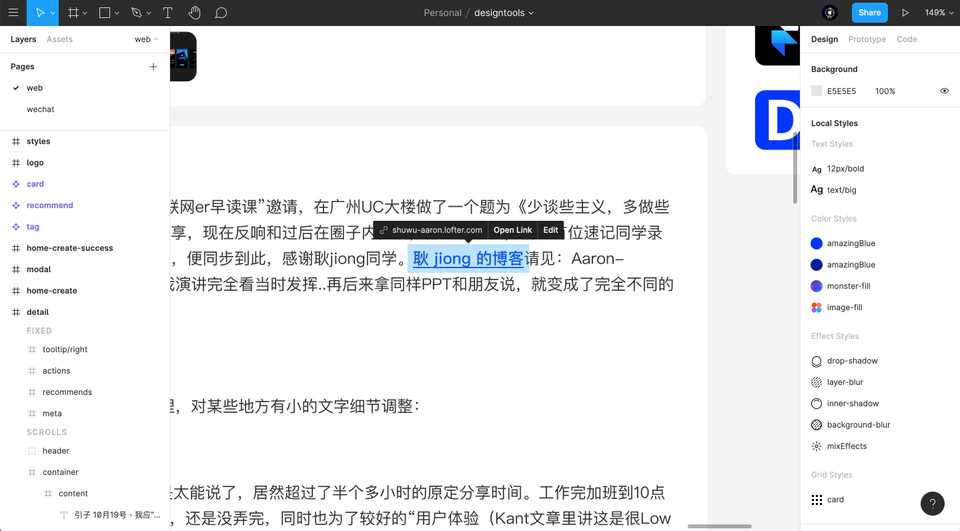 Personal / designtools
Share
149%
Layers
Assets
web
Pages
web
wechat
styles
logo
card
recommend
tag
home-create-success
modal
home-create
detail
FIXED
tooltip/right
actions
recommends
meta
SCROLLS
header
container
content
引子 10月19号 - 我应“...
D
联网er早读课”邀请，在广州UC大楼做了一个题为《少谈些主义，多做些
享，现在反响和过后在圈子内
位速记同学录
shuwu-aaron.lofter.com Open Link Edit
，便同步到此，感谢耿jiong同学。耿 jiong 的博客请见：Aaron–
演讲完全看当时发挥..再后来拿同样PPT和朋友说，就变成了完全不同的
，对某些地方有小的文字细节调整：
太能说了，居然超过了半个多小时的原定分享时间。工作完加班到10点
，还是没弄完，同时也为了较好的“用户体验（Kant文章里讲这是很Low
Design
Prototype
Code
Background
E5E5E5 100%
Local Styles
Text Styles
Ag 12px/bold
Ag text/big
Color Styles
amazingBlue
amazingBlue
monster-fill
image-fill
Effect Styles
drop-shadow
layer-blur
inner-shadow
background-blur
mixEffects
Grid Styles
card
?